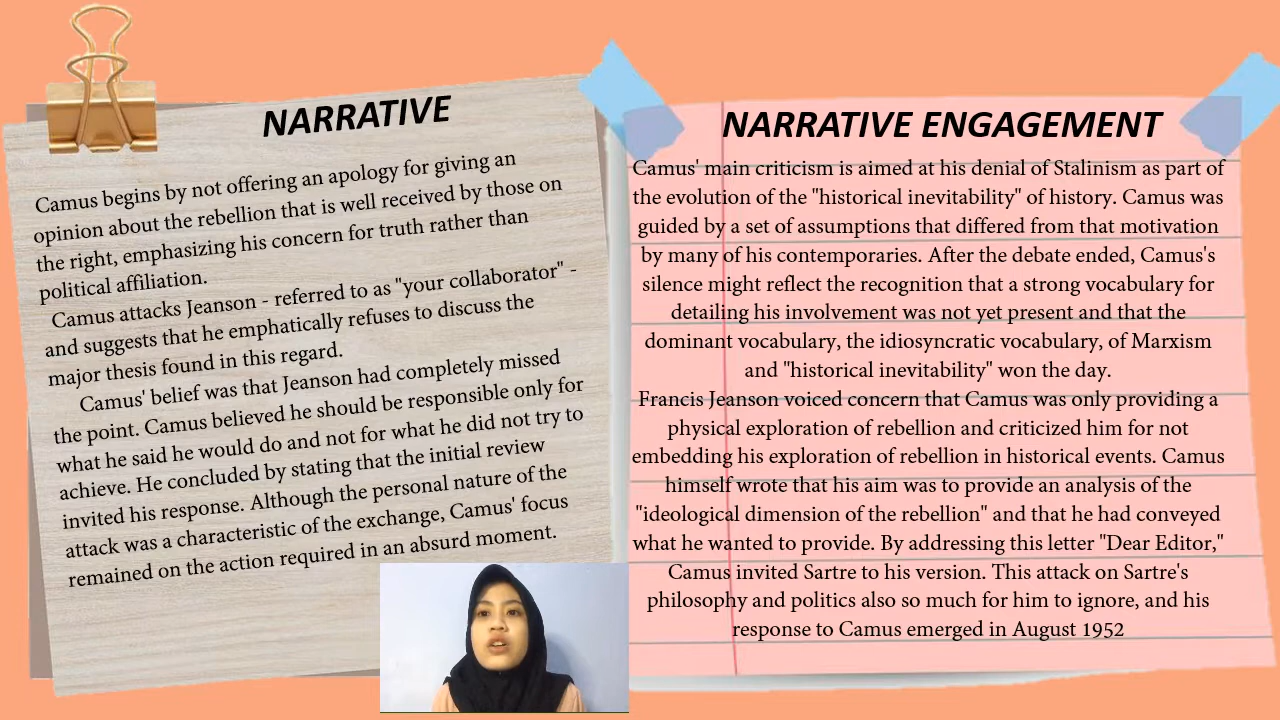 NARRATIVE
Camus begins by not offering an apology for giving an
opinion about the rebellion that is well received by those on
the right, emphasizing his concern for truth rather than
political affiliation.
Camus attacks Jeanson - referred to as "your collaborator" -
and suggests that he emphatically refuses to discuss the
major thesis found in this regard.
Camus' belief was that Jeanson had completely missed
the point. Camus believed he should be responsible only for
what he said he would do and not for what he did not try to
achieve. He concluded by stating that the initial review
invited his response. Although the personal nature of the
attack was a characteristic of the exchange, Camus' focus
remained on the action required in an absurd moment.
NARRATIVE ENGAGEMENT
Camus' main criticism is aimed at his denial of Stalinism as part of
the evolution of the "historical inevitability" of history. Camus was
guided by a set of assumptions that differed from that motivation
by many of his contemporaries. After the debate ended, Camus's
silence might reflect the recognition that a strong vocabulary for
detailing his involvement was not yet present and that the
dominant vocabulary, the idiosyncratic vocabulary, of Marxism
and "historical inevitability" won the day.
Francis Jeanson voiced concern that Camus was only providing a
physical exploration of rebellion and criticized him for not
embedding his exploration of rebellion in historical events. Camus
himself wrote that his aim was to provide an analysis of the
"ideological dimension of the rebellion" and that he had conveyed
what he wanted to provide. By addressing this letter "Dear Editor,"
Camus invited Sartre to his version. This attack on Sartre's
philosophy and politics also so much for him to ignore, and his
response to Camus emerged in August 1952